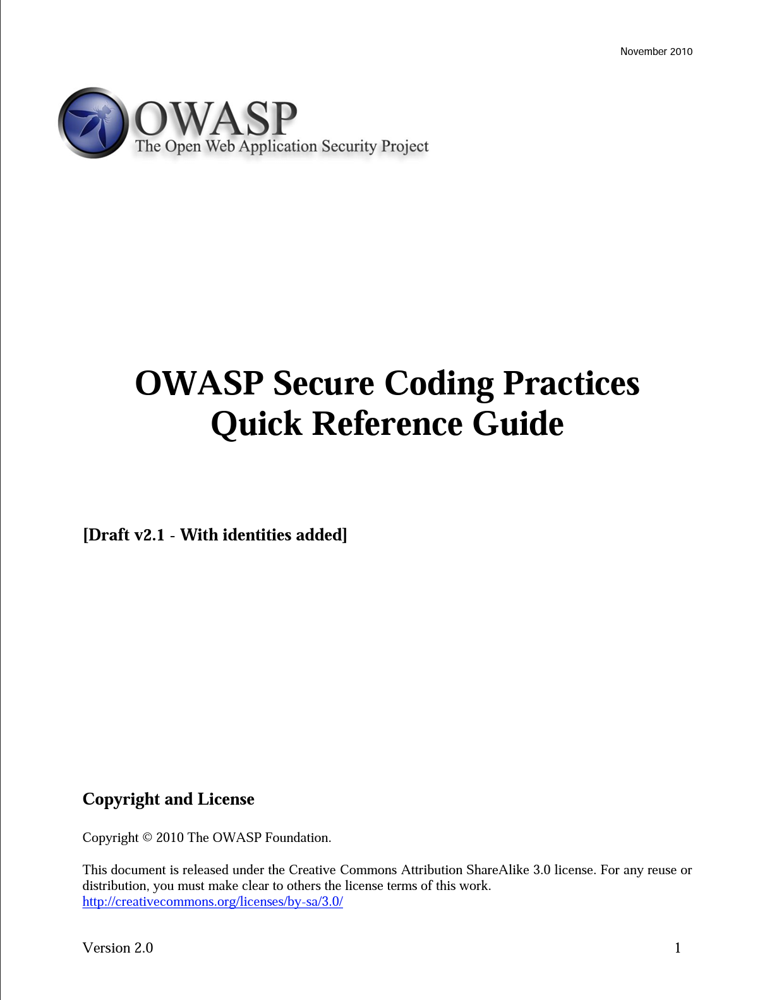 November 2010
OWASP
The Open Web Application Security Project
OWASP Secure Coding Practices
Quick Reference Guide
[Draft v2.1 - With identities added]
Copyright and License
Copyright © 2010 The OWASP Foundation.
This document is released under the Creative Commons Attribution ShareAlike 3.0 license. For any reuse or
distribution, you must make clear to others the license terms of this work.
http://creativecommons.org/licenses/by-sa/3.0/
Version 2.0 1